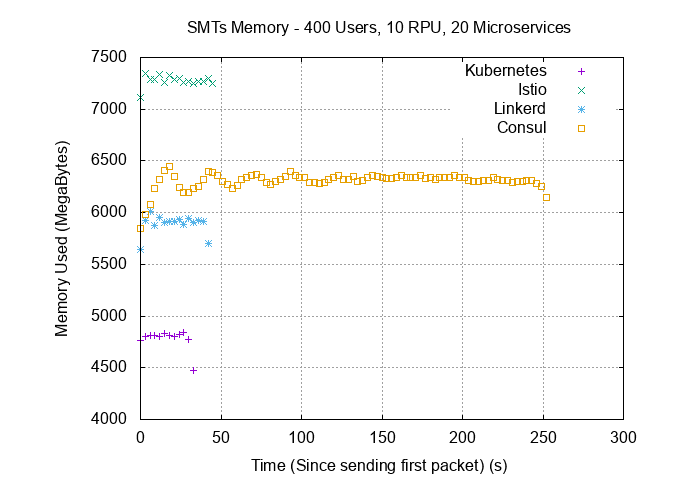 SMTs Memory - 400 Users, 10 RPU, 20 Microservices
7500
7000
6500
6000
5500
5000
4500
4000
Memory Used (MegaBytes)
Kubernetes
Istio
Linkerd
Consul
0 50 100 150 200 250 300
Time (Since sending first packet) (s)